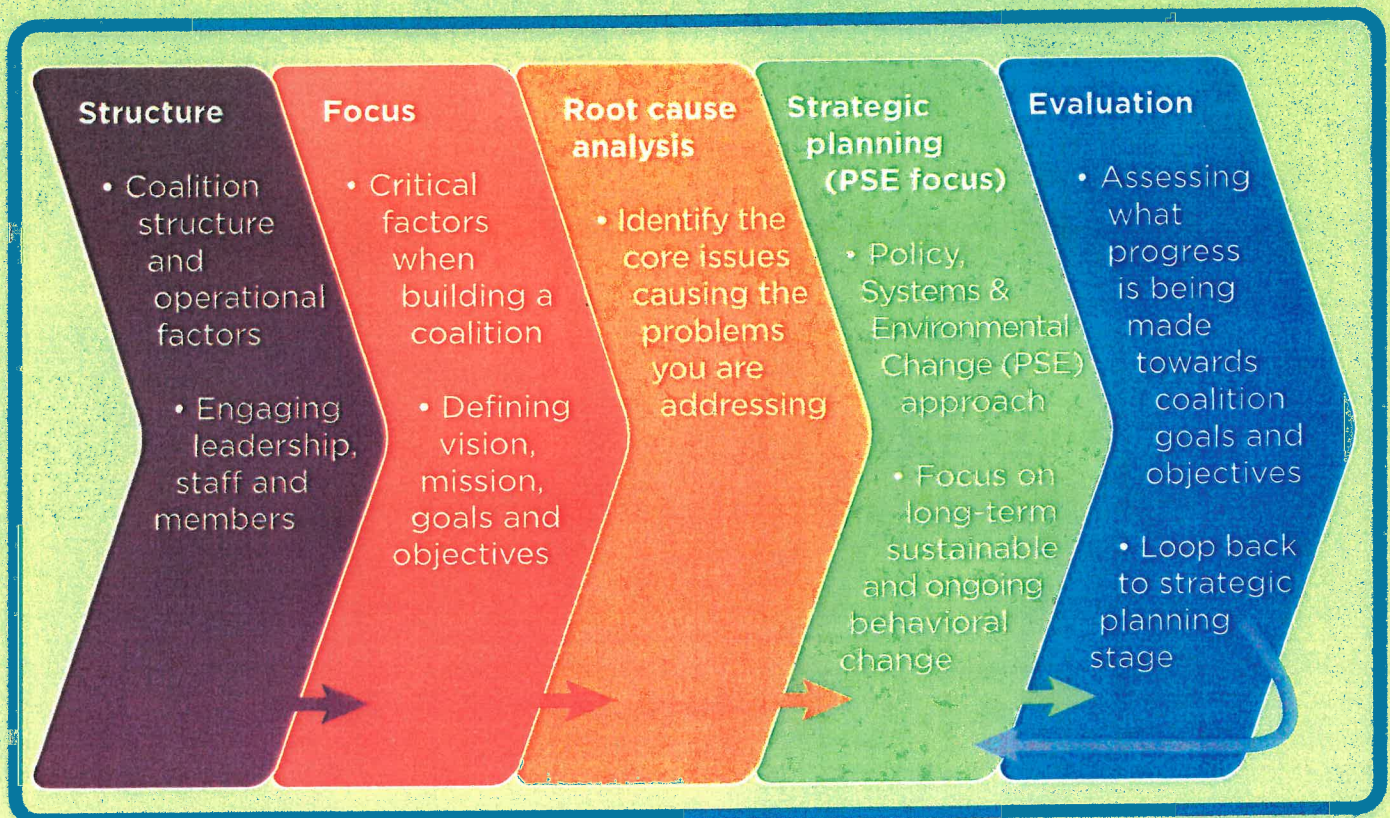 Structure
• Coalition
structure
and
operational
factors
• Engaging
leadership,
staff and
members
Focus
• Critical
factors
when
building a
coalition
• Defining
vision,
mission,
goals and
objectives
Root cause
analysis
• Identify the
core issues
causing the
problems
you are
addressing
Strategic
planning
(PSE focus)
• Policy,
Systems &
Environmental
Change (PSE)
approach
• Focus on
long-term
sustainable
and ongoing
behavioral
change
Evaluation
• Assessing
what
progress
is being
made
towards
coalition
goals and
objectives
• Loop back
to strategic
planning
stage